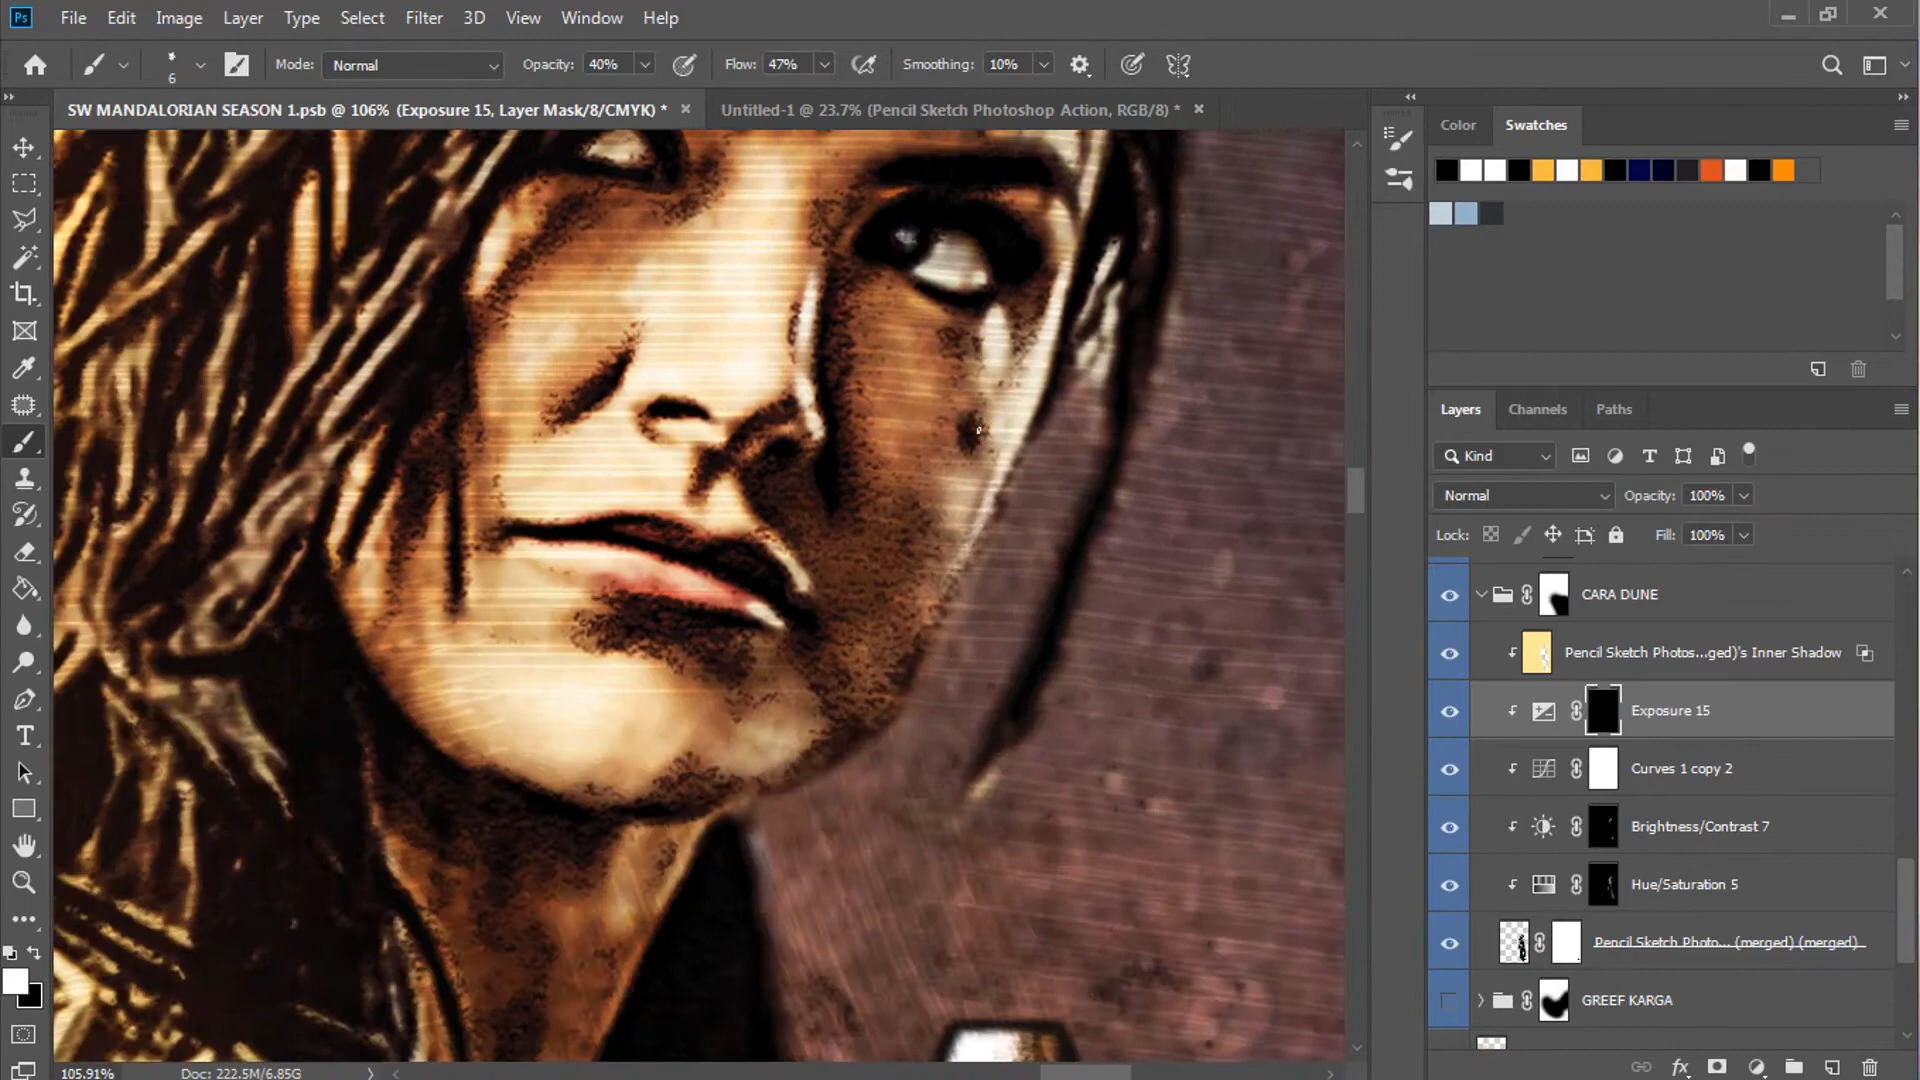 Ps File Edit Image Layer Type Select Filter 3D View Window Help
6 Mode: Normal Opacity: 40% Flow: 47% Smoothing: 10%
SW MANDALORIAN SEASON 1.psb @ 106% (Exposure 15, Layer Mask/8/CMYK) * Untitled-1 @ 23.7% (Pencil Sketch Photoshop Action, RGB/8) *
Color Swatches
Layers Channels Paths
Kind
Normal Opacity: 100%
Lock: Fill: 100%
CARA DUNE
Pencil Sketch Photos...ged)'s Inner Shadow
Exposure 15
Curves 1 copy 2
Brightness/Contrast 7
Hue/Saturation 5
Pencil Sketch Photo... (merged) (merged)
GREEF KARGA
105.91% Doc: 222.5M/6.85G